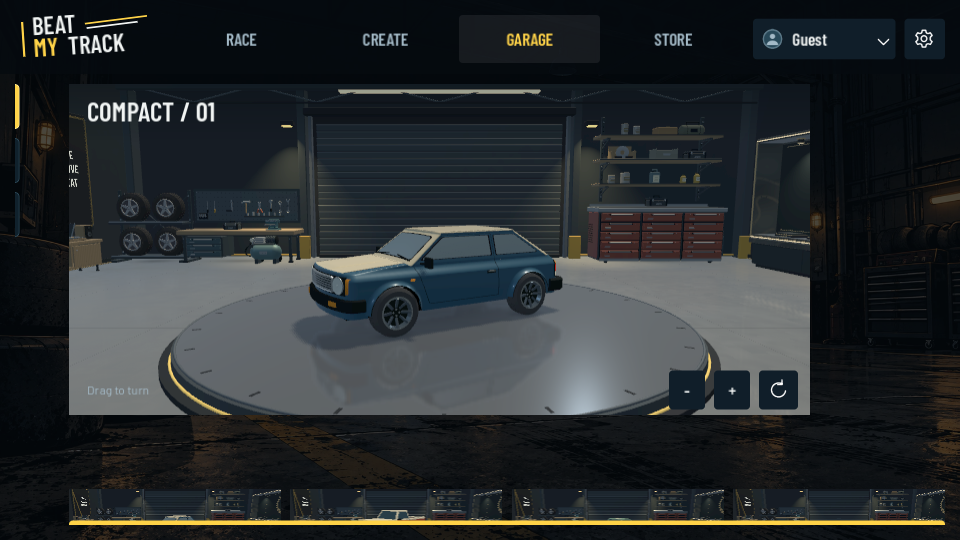 BEAT
MY TRACK
RACE
CREATE
GARAGE
STORE
Guest
COMPACT / 01
Drag to turn
-
+